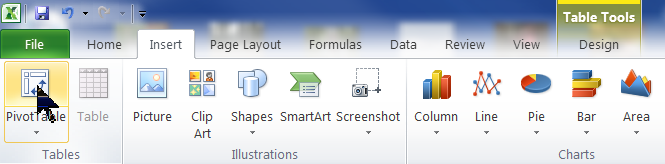 Table Tools
File Home Insert Page Layout Formulas Data Review View Design
PivotTable Table Picture Clip Art Shapes SmartArt Screenshot Column Line Pie Bar Area
Tables Illustrations Charts